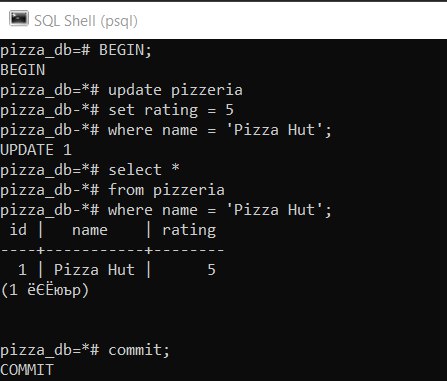 SQL Shell (psql)
pizza_db=# BEGIN;
BEGIN
pizza_db=*# update pizzeria
pizza_db-*# set rating = 5
pizza_db-*# where name = 'Pizza Hut';
UPDATE 1
pizza_db=*# select *
pizza_db-*# from pizzeria
pizza_db-*# where name = 'Pizza Hut';
 id |   name    | rating
----+-----------+--------
  1 | Pizza Hut |      5
(1 ёЄЁюър)
pizza_db=*# commit;
COMMIT